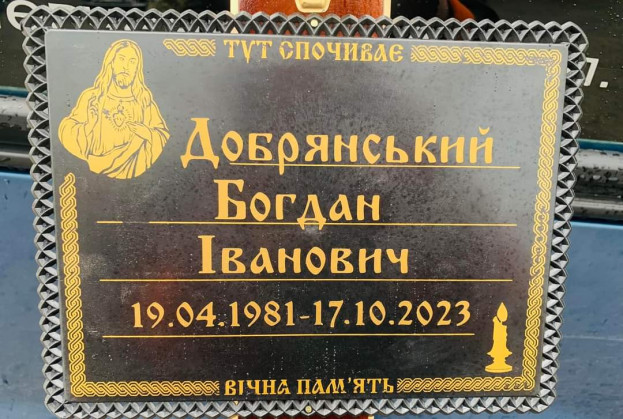 ТУТ СПОЧИВАЄ
Добрянський
Богдан
Іванович
19.04.1981-17.10.2023
ВІЧНА ПАМ'ЯТЬ